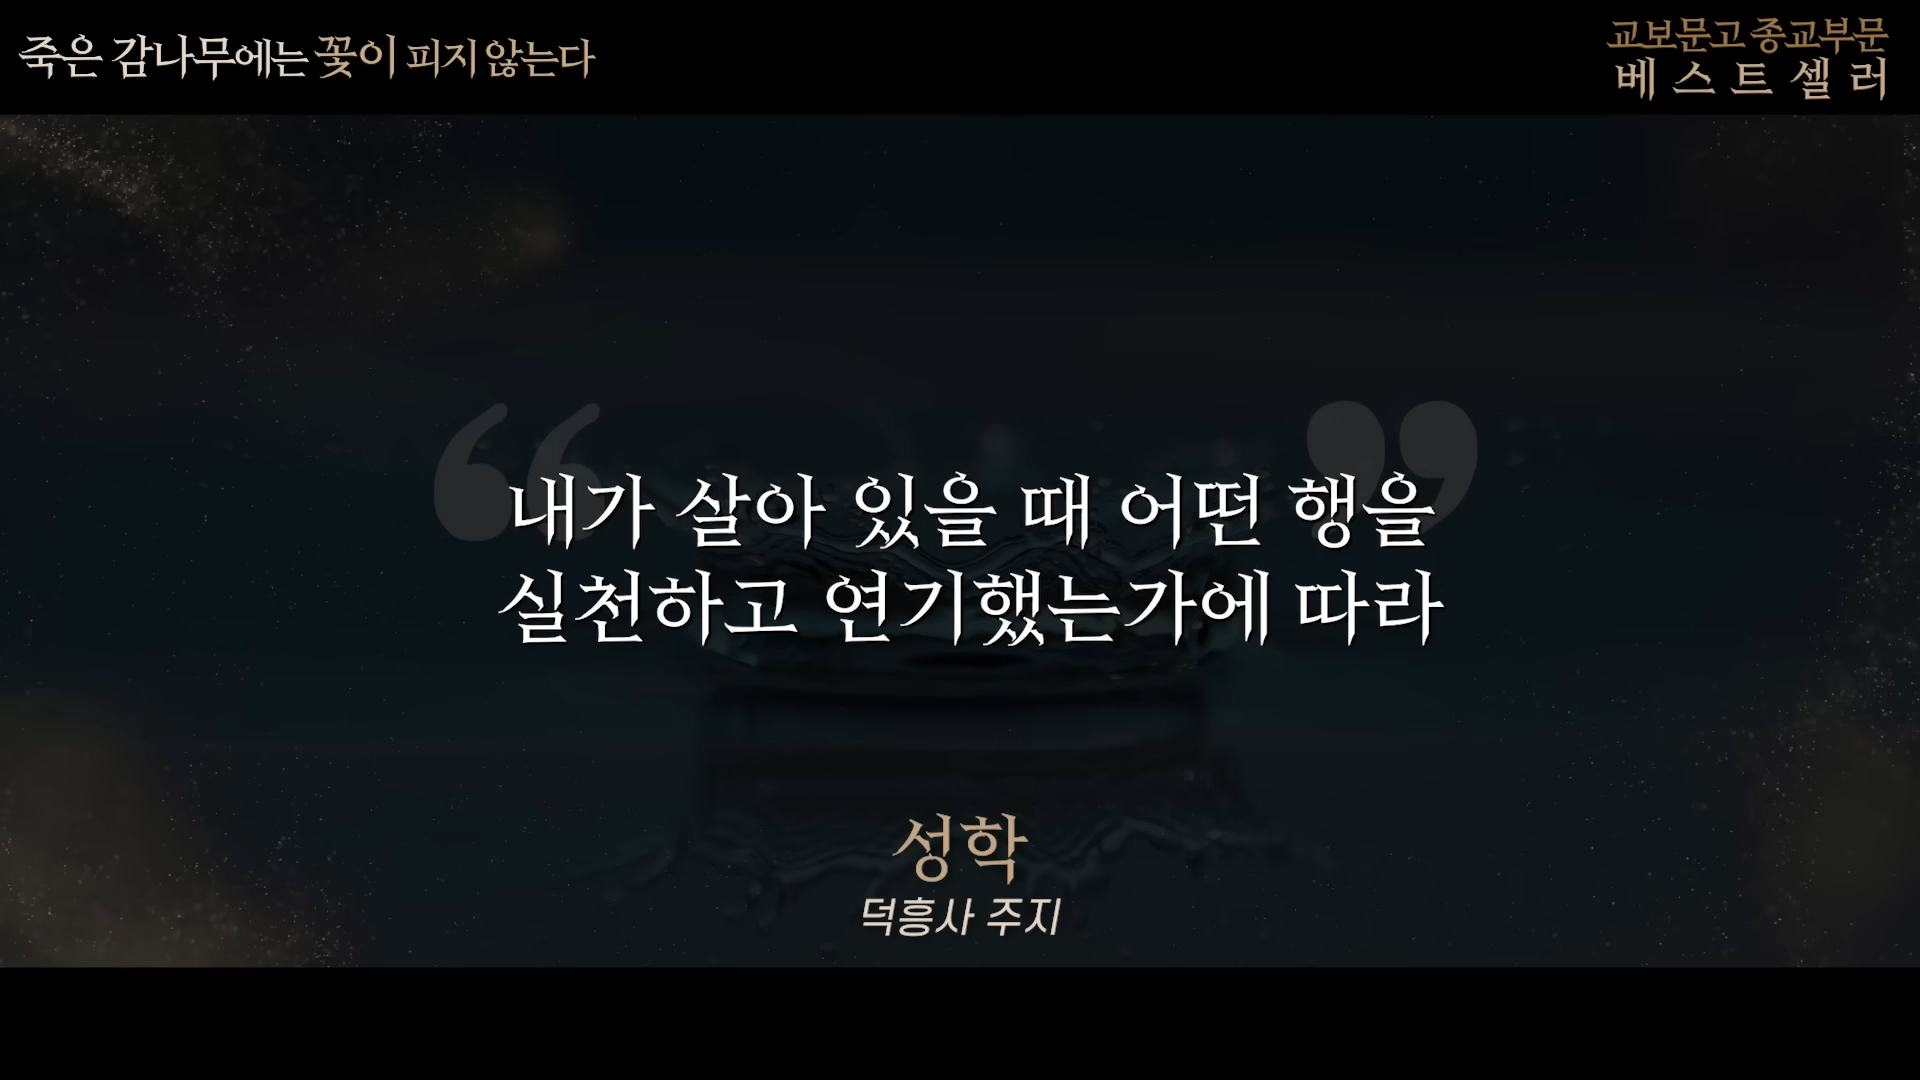 죽은 감나무에는 꽃이 피지 않는다
교보문고 종교부문
베스트셀러
내가 살아 있을 때 어떤 행을
실천하고 연기했는가에 따라
성학
덕흥사 주지